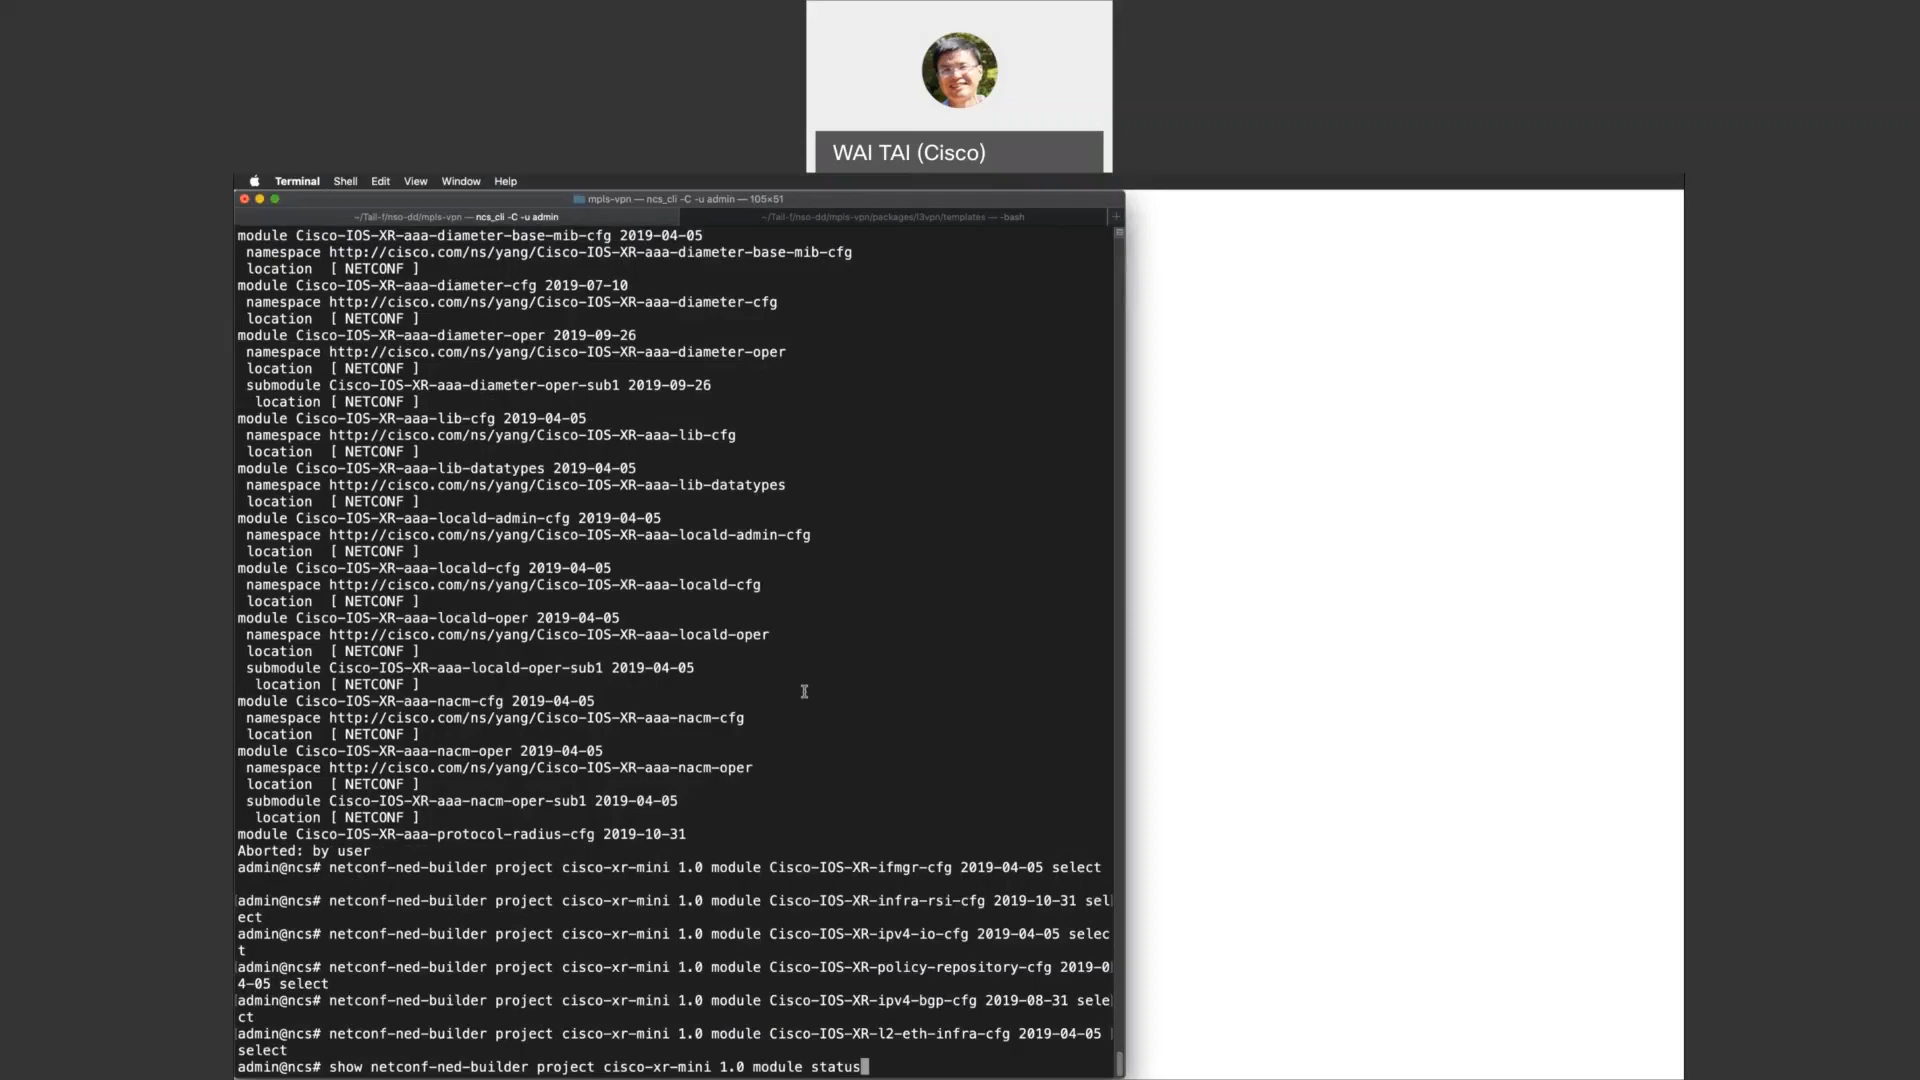 WAI TAI (Cisco)
Terminal Shell Edit View Window Help
mpls-vpn — ncs_cli -C -u admin — 105×51
~/Tail-f/nso-dd/mpls-vpn — ncs_cli -C -u admin
~/Tail-f/nso-dd/mpls-vpn/packages/l3vpn/templates — -bash
module Cisco-IOS-XR-aaa-diameter-base-mib-cfg 2019-04-05
namespace http://cisco.com/ns/yang/Cisco-IOS-XR-aaa-diameter-base-mib-cfg
location [ NETCONF ]
module Cisco-IOS-XR-aaa-diameter-cfg 2019-07-10
namespace http://cisco.com/ns/yang/Cisco-IOS-XR-aaa-diameter-cfg
location [ NETCONF ]
module Cisco-IOS-XR-aaa-diameter-oper 2019-09-26
namespace http://cisco.com/ns/yang/Cisco-IOS-XR-aaa-diameter-oper
location [ NETCONF ]
submodule Cisco-IOS-XR-aaa-diameter-oper-sub1 2019-09-26
location [ NETCONF ]
module Cisco-IOS-XR-aaa-lib-cfg 2019-04-05
namespace http://cisco.com/ns/yang/Cisco-IOS-XR-aaa-lib-cfg
location [ NETCONF ]
module Cisco-IOS-XR-aaa-lib-datatypes 2019-04-05
namespace http://cisco.com/ns/yang/Cisco-IOS-XR-aaa-lib-datatypes
location [ NETCONF ]
module Cisco-IOS-XR-aaa-locald-admin-cfg 2019-04-05
namespace http://cisco.com/ns/yang/Cisco-IOS-XR-aaa-locald-admin-cfg
location [ NETCONF ]
module Cisco-IOS-XR-aaa-locald-cfg 2019-04-05
namespace http://cisco.com/ns/yang/Cisco-IOS-XR-aaa-locald-cfg
location [ NETCONF ]
module Cisco-IOS-XR-aaa-locald-oper 2019-04-05
namespace http://cisco.com/ns/yang/Cisco-IOS-XR-aaa-locald-oper
location [ NETCONF ]
submodule Cisco-IOS-XR-aaa-locald-oper-sub1 2019-04-05
location [ NETCONF ]
module Cisco-IOS-XR-aaa-nacm-cfg 2019-04-05
namespace http://cisco.com/ns/yang/Cisco-IOS-XR-aaa-nacm-cfg
location [ NETCONF ]
module Cisco-IOS-XR-aaa-nacm-oper 2019-04-05
namespace http://cisco.com/ns/yang/Cisco-IOS-XR-aaa-nacm-oper
location [ NETCONF ]
submodule Cisco-IOS-XR-aaa-nacm-oper-sub1 2019-04-05
location [ NETCONF ]
module Cisco-IOS-XR-aaa-protocol-radius-cfg 2019-10-31
Aborted: by user
admin@ncs# netconf-ned-builder project cisco-xr-mini 1.0 module Cisco-IOS-XR-ifmgr-cfg 2019-04-05 select
admin@ncs# netconf-ned-builder project cisco-xr-mini 1.0 module Cisco-IOS-XR-infra-rsi-cfg 2019-10-31 sel
ect
admin@ncs# netconf-ned-builder project cisco-xr-mini 1.0 module Cisco-IOS-XR-ipv4-io-cfg 2019-04-05 selec
t
admin@ncs# netconf-ned-builder project cisco-xr-mini 1.0 module Cisco-IOS-XR-policy-repository-cfg 2019-0
4-05 select
admin@ncs# netconf-ned-builder project cisco-xr-mini 1.0 module Cisco-IOS-XR-ipv4-bgp-cfg 2019-08-31 sele
ct
admin@ncs# netconf-ned-builder project cisco-xr-mini 1.0 module Cisco-IOS-XR-l2-eth-infra-cfg 2019-04-05
select
admin@ncs# show netconf-ned-builder project cisco-xr-mini 1.0 module status